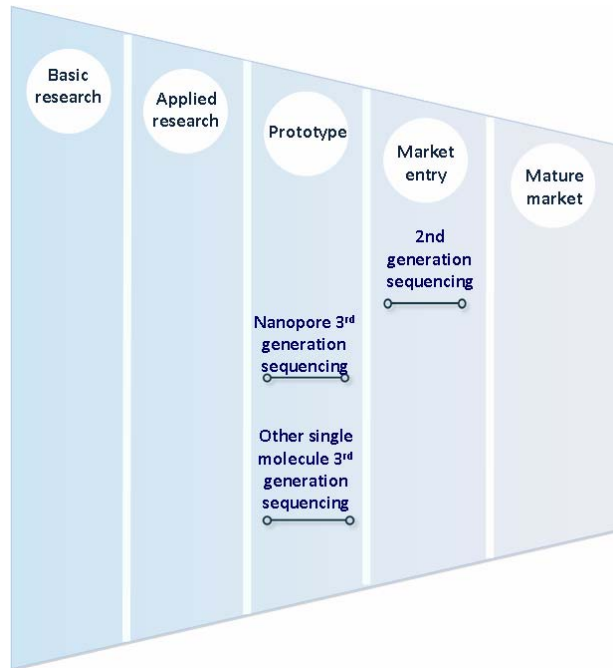 Basic
research
Applied
research
Prototype
Market
entry
Mature
market
2nd
generation
sequencing
Nanopore 3rd
generation
sequencing
Other single
molecule 3rd
generation
sequencing